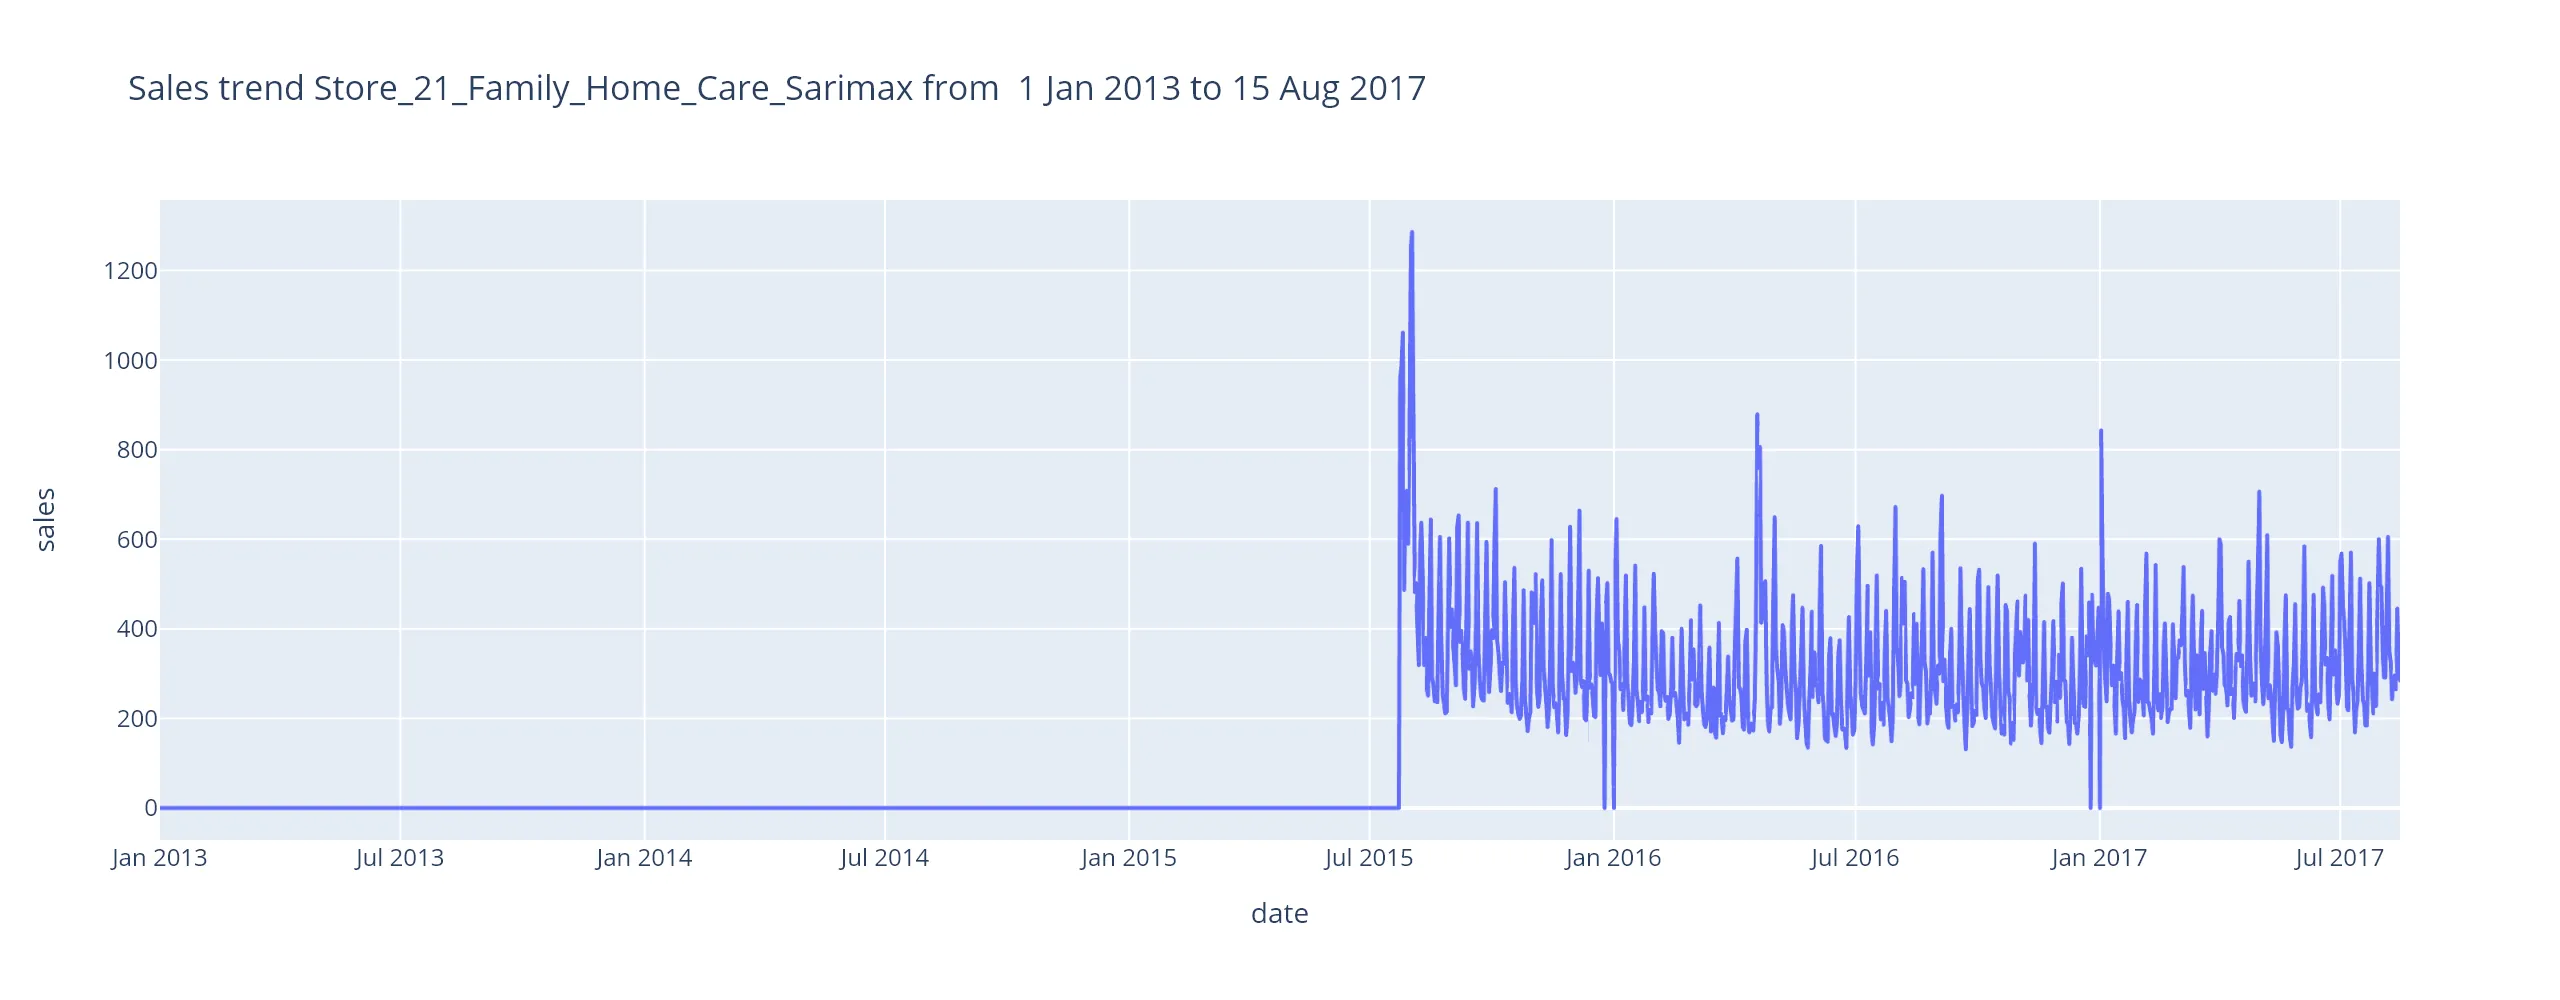 Sales trend Store_21_Family_Home_Care_Sarimax from  1 Jan 2013 to 15 Aug 2017
1200
1000
800
600
400
200
0
sales
Jan 2013 Jul 2013 Jan 2014 Jul 2014 Jan 2015 Jul 2015 Jan 2016 Jul 2016 Jan 2017 Jul 2017
date